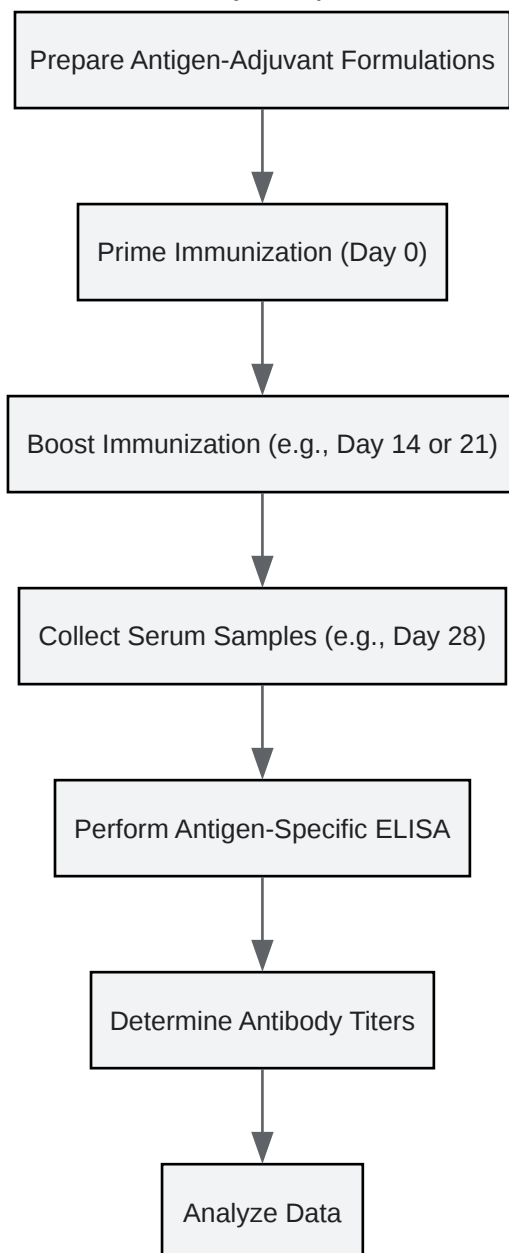 Prepare Antigen-Adjuvant Formulations
Prime Immunization (Day 0)
Boost Immunization (e.g., Day 14 or 21)
Collect Serum Samples (e.g., Day 28)
Perform Antigen-Specific ELISA
Determine Antibody Titers
Analyze Data